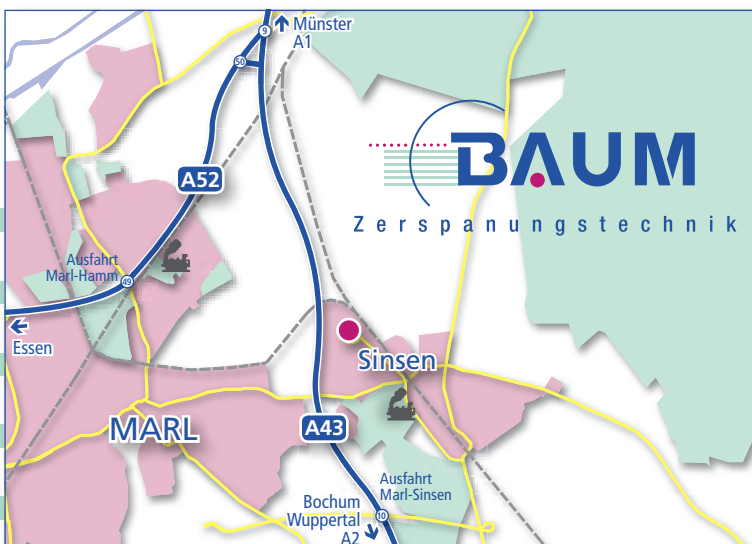 9
Münster
A1
50
BAUM
Zerspanungstechnik
A52
Ausfahrt
Marl-Hamm
49
Essen
Sinsen
MARL
A43
Ausfahrt
Marl-Sinsen
Bochum
Wuppertal
A2
10